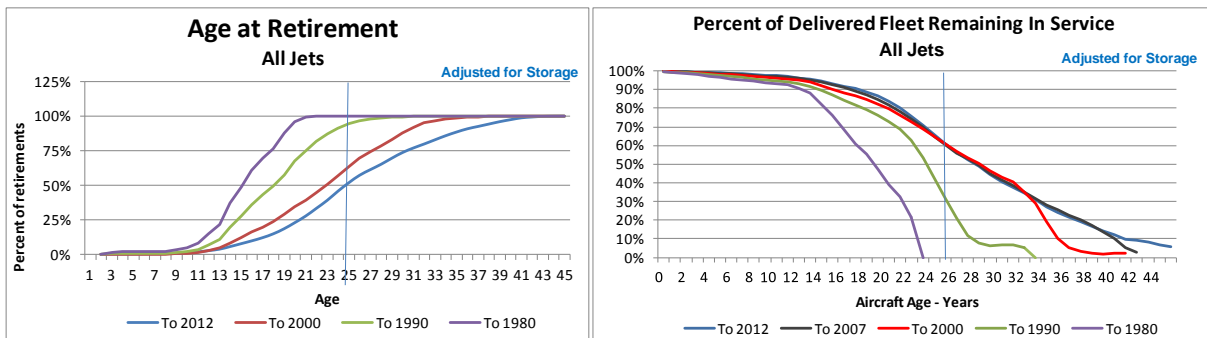 Age at Retirement
All Jets
Adjusted for Storage
Percent of retirements
125%
100%
75%
50%
25%
0%
1 3 5 7 9 11 13 15 17 19 21 23 25 27 29 31 33 35 37 39 41 43 45
Age
To 2012 To 2000 To 1990 To 1980
Percent of Delivered Fleet Remaining In Service
All Jets
Adjusted for Storage
100%
90%
80%
70%
60%
50%
40%
30%
20%
10%
0%
0 2 4 6 8 10 12 14 16 18 20 22 24 26 28 30 32 34 36 38 40 42 44
Aircraft Age - Years
To 2012 To 2007 To 2000 To 1990 To 1980